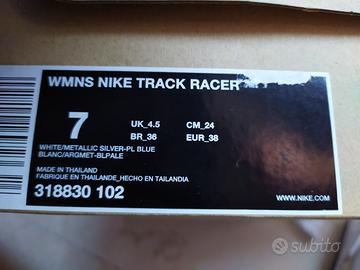 WMNS NIKE TRACK RACER
7
UK_4.5 CM_24
BR_36 EUR_38
WHITE/METALLIC SILVER-PL BLUE
BLANC/ARGMET-BLPALE
MADE IN THAILAND
FABRIQUE EN THAILANDE_HECHO EN TAILANDIA
318830 102
WWW.NIKE.COM
subito